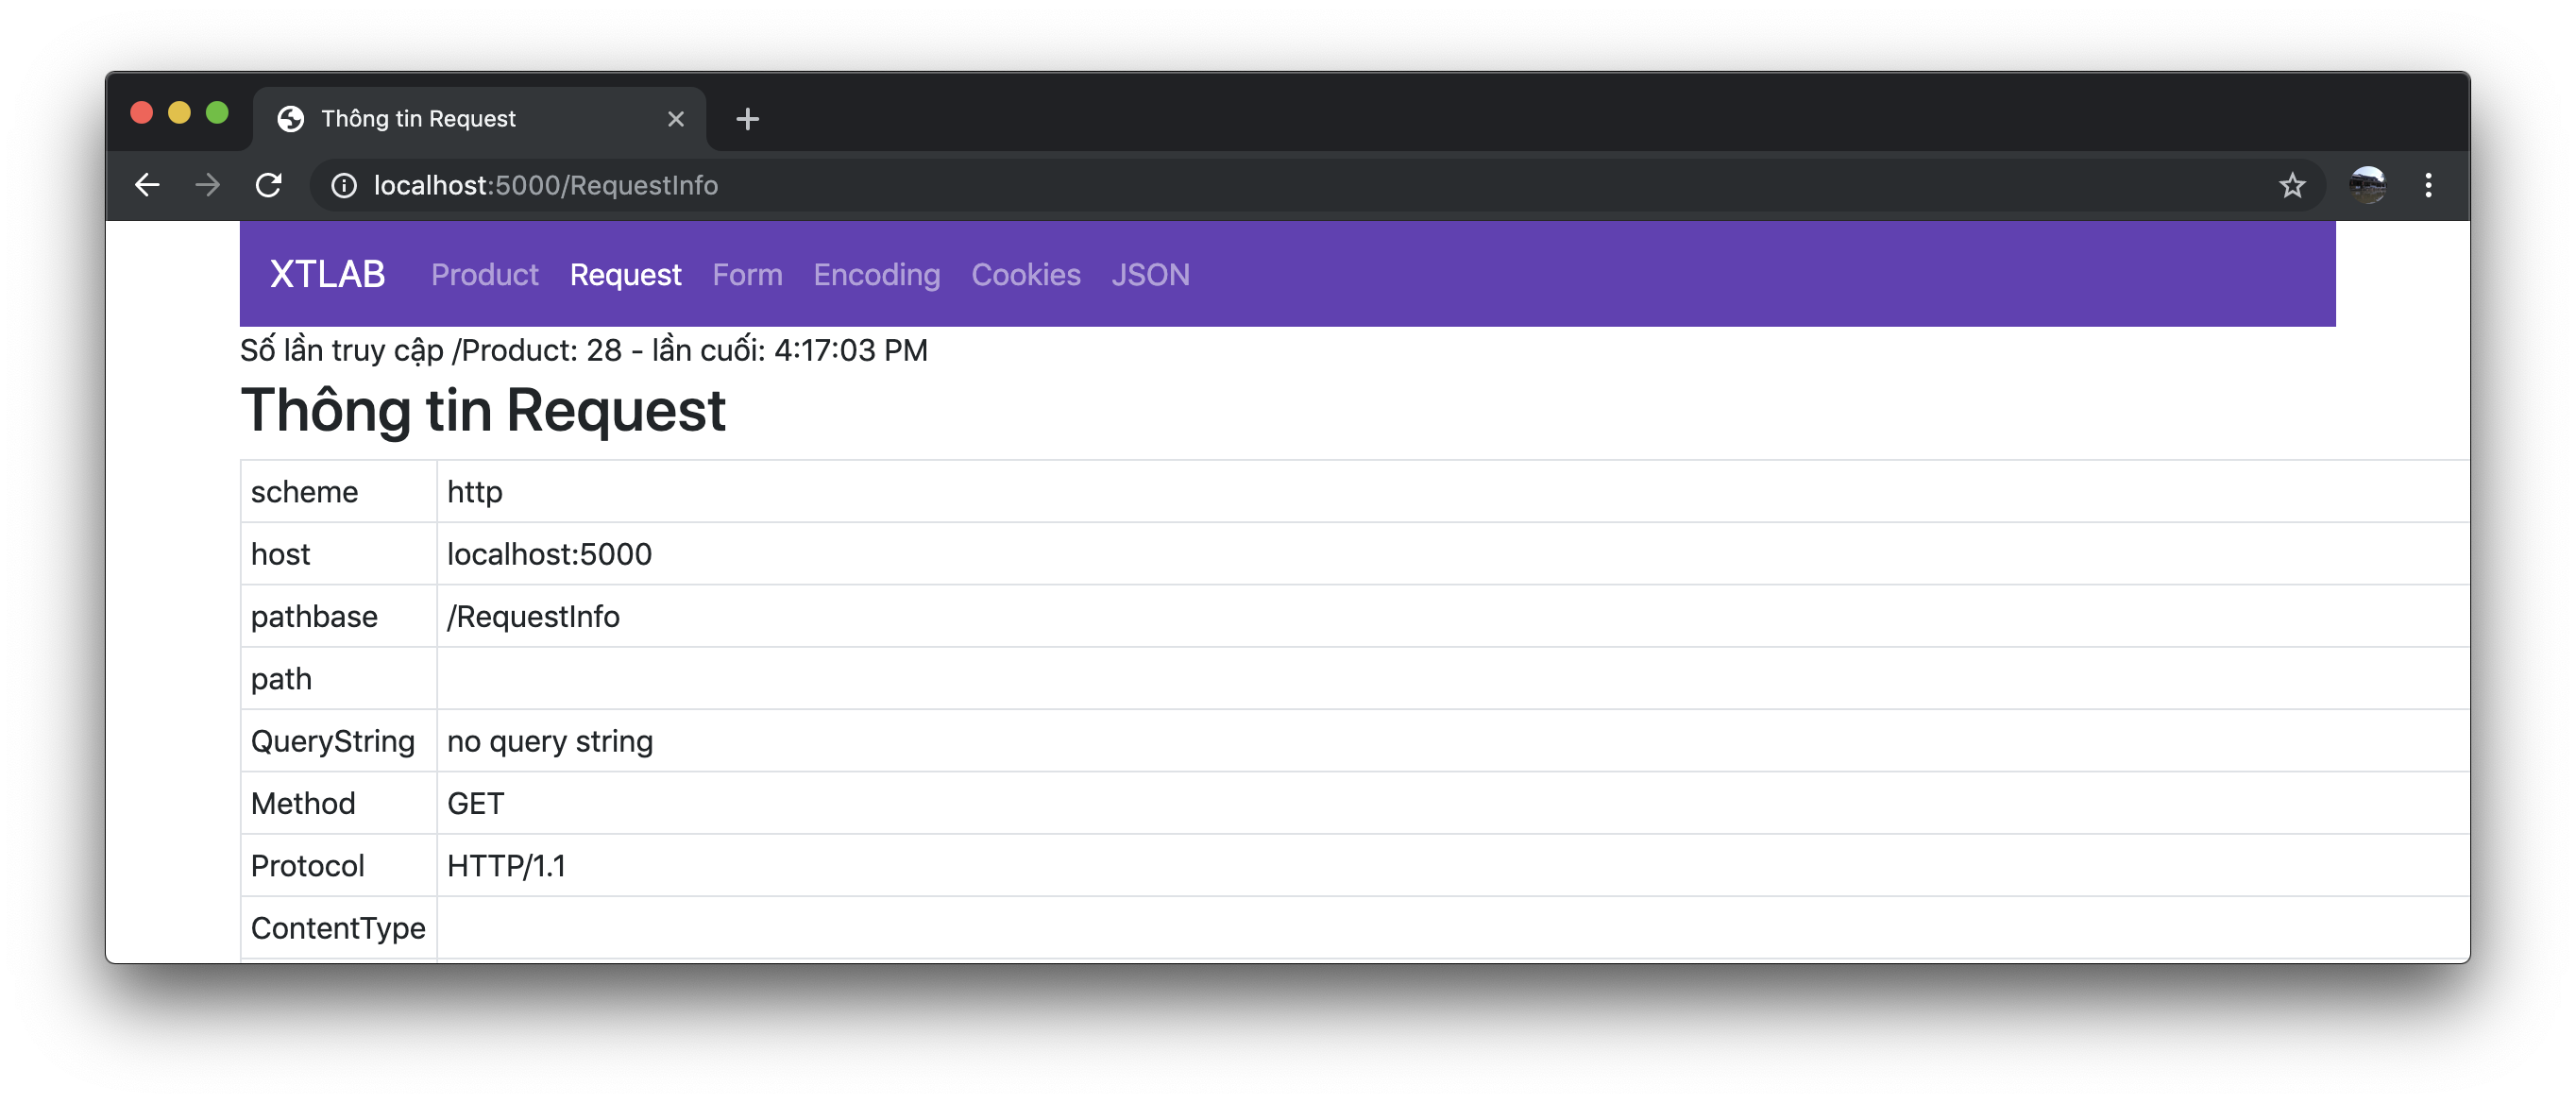 Thông tin Request
localhost:5000/RequestInfo
XTLAB Product Request Form Encoding Cookies JSON
Số lần truy cập /Product: 28 - lần cuối: 4:17:03 PM
Thông tin Request
scheme http
host localhost:5000
pathbase /RequestInfo
path
QueryString no query string
Method GET
Protocol HTTP/1.1
ContentType